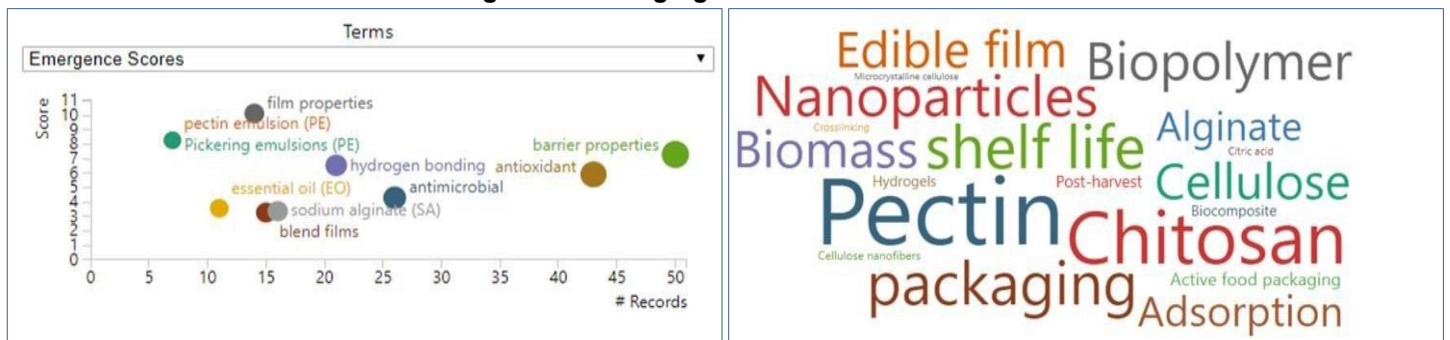 Terms
Emergence Scores
Score
11
10
9
8
7
6
5
4
3
2
1
0
film properties
pectin emulsion (PE)
Pickering emulsions (PE)
barrier properties
hydrogen bonding
antioxidant
essential oil (EO)
antimicrobial
sodium alginate (SA)
blend films
0 5 10 15 20 25 30 35 40 45 50
# Records
Edible film
Biopolymer
Microcrystalline cellulose
Nanoparticles
Crosslinking
Alginate
Biomass
shelf life
Citric acid
Hydrogels
Post-harvest
Cellulose
Pectin
Biocomposite
Chitosan
Cellulose nanofibers
packaging
Active food packaging
Adsorption